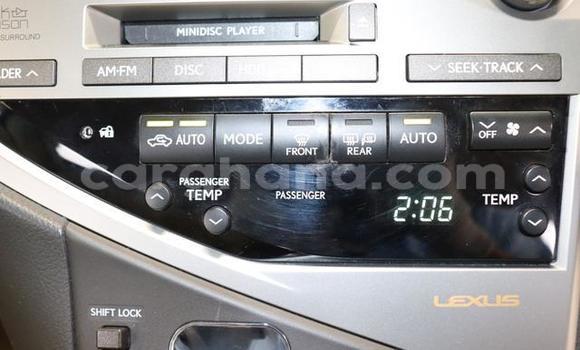 MINIDISC PLAYER
SURROUND
AM·FM DISC
SEEK·TRACK
AUTO MODE FRONT REAR AUTO OFF
carghana.com
PASSENGER TEMP PASSENGER 2:06 TEMP
LEXUS
SHIFT LOCK